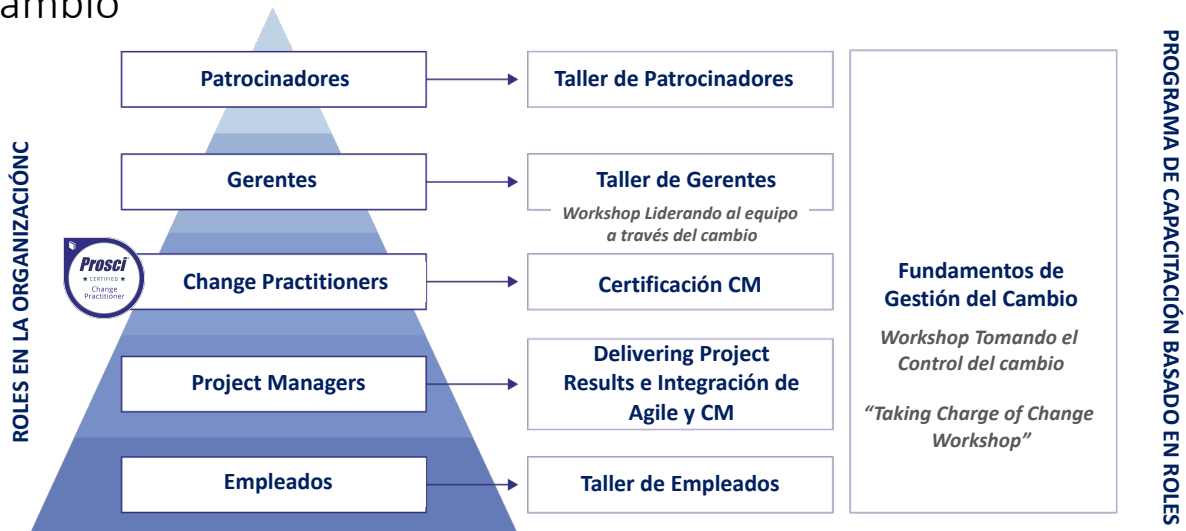 ambio
ROLES EN LA ORGANIZACIÓNC
Patrocinadores
Taller de Patrocinadores
Gerentes
Taller de Gerentes
Workshop Liderando al equipo
a través del cambio
Prosci
CERTIFIED
Change
Practitioner
Change Practitioners
Certificación CM
Project Managers
Delivering Project
Results e Integración de
Agile y CM
Empleados
Taller de Empleados
Fundamentos de
Gestión del Cambio
Workshop Tomando el
Control del cambio
“Taking Charge of Change
Workshop”
PROGRAMA DE CAPACITACIÓN BASADO EN ROLES